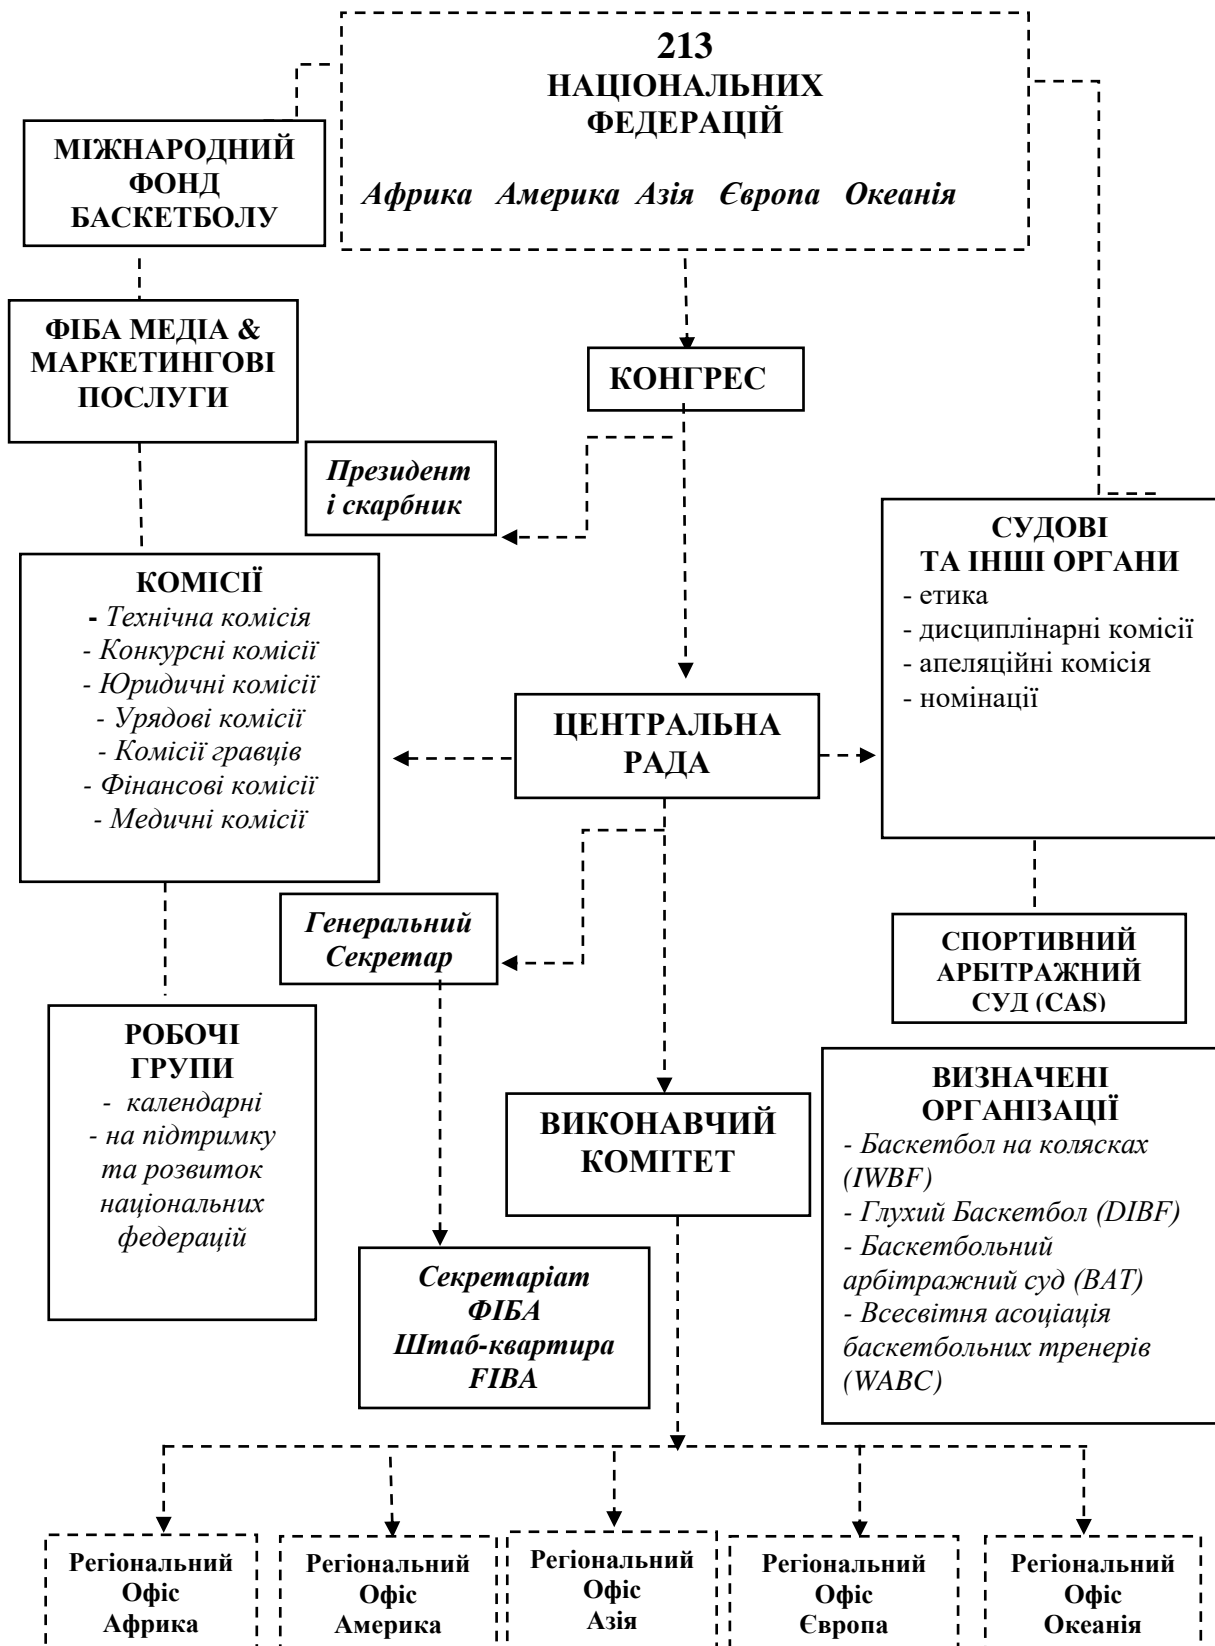 213
НАЦІОНАЛЬНИХ
ФЕДЕРАЦІЙ
Африка Америка Азія Європа Океанія
МІЖНАРОДНИЙ
ФОНД
БАСКЕТБОЛУ
ФІБА МЕДІА &
МАРКЕТИНГОВІ
ПОСЛУГИ
КОНГРЕС
Президент
і скарбник
КОМІСІЇ
- Технічна комісія
- Конкурсні комісії
- Юридичні комісії
- Урядові комісії
- Комісії гравців
- Фінансові комісії
- Медичні комісії
СУДОВІ
ТА ІНШІ ОРГАНИ
- етика
- дисциплінарні комісії
- апеляційні комісія
- номінації
ЦЕНТРАЛЬНА
РАДА
Генеральний
Секретар
СПОРТИВНИЙ
АРБІТРАЖНИЙ
СУД (CAS)
РОБОЧІ
ГРУПИ
- календарні
- на підтримку
та розвиток
національних
федерацій
ВИКОНАВЧИЙ
КОМІТЕТ
ВИЗНАЧЕНІ
ОРГАНІЗАЦІЇ
- Баскетбол на колясках
(IWBF)
- Глухий Баскетбол (DIBF)
- Баскетбольний
арбітражний суд (BAT)
- Всесвітня асоціація
баскетбольних тренерів
(WABC)
Секретаріат
ФІБА
Штаб-квартира
FIBA
Регіональний
Офіс
Африка
Регіональний
Офіс
Америка
Регіональний
Офіс
Азія
Регіональний
Офіс
Європа
Регіональний
Офіс
Океанія